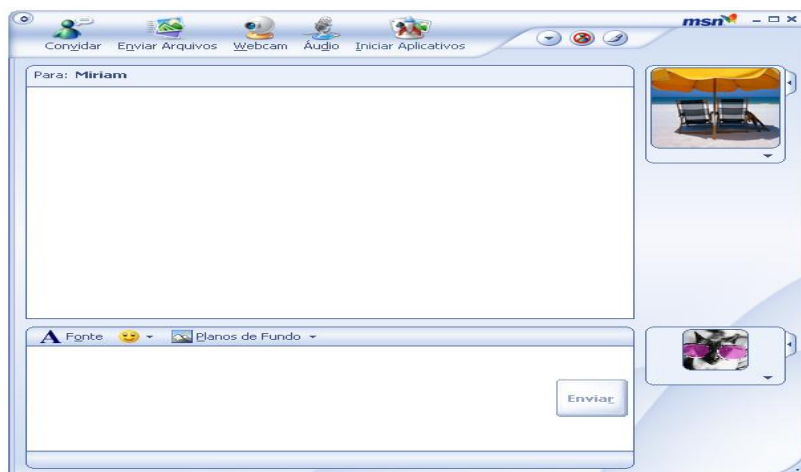 msn
Convidar Enviar Arquivos Webcam Áudio Iniciar Aplicativos
Para: Miriam
A Fonte Planos de Fundo
Enviar